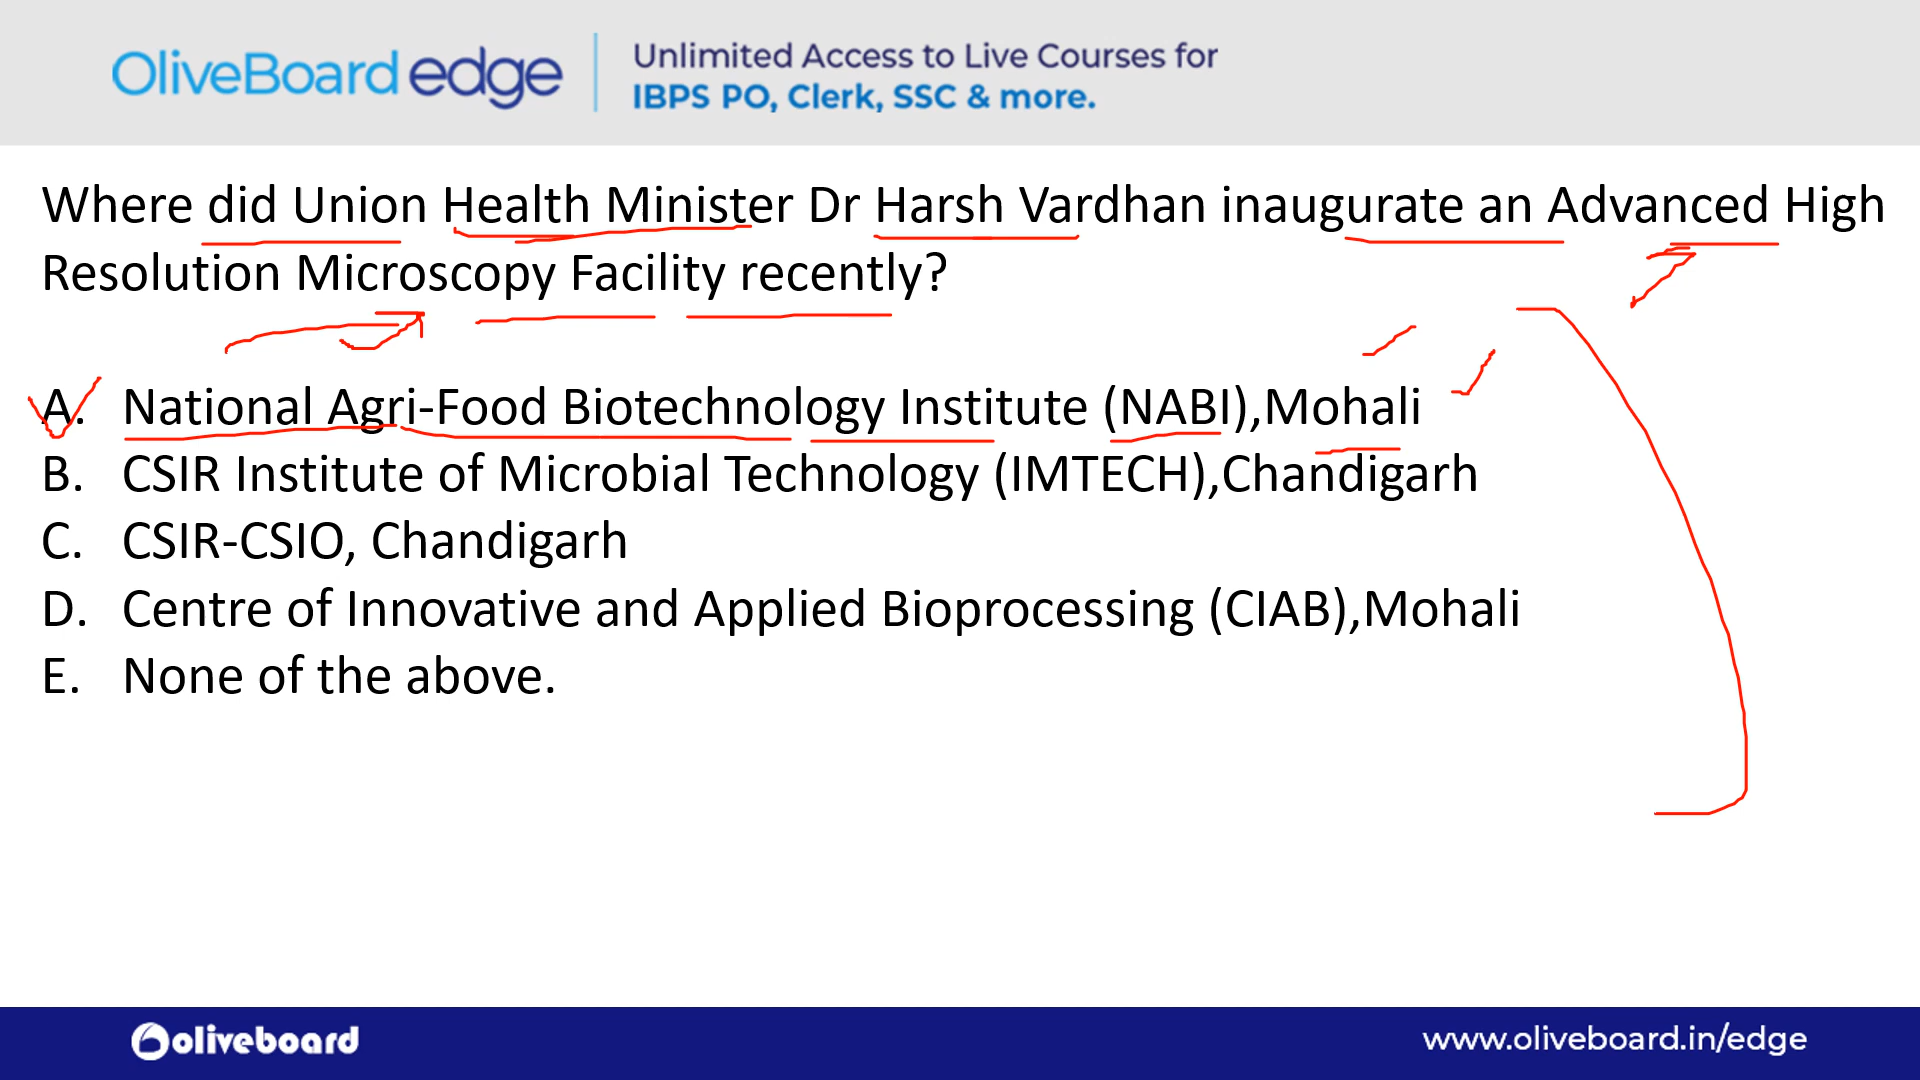 OliveBoard edge
Unlimited Access to Live Courses for
IBPS PO, Clerk, SSC & more.
Where did Union Health Minister Dr Harsh Vardhan inaugurate an Advanced High
Resolution Microscopy Facility recently?
A. National Agri-Food Biotechnology Institute (NABI),Mohali
B. CSIR Institute of Microbial Technology (IMTECH),Chandigarh
C. CSIR-CSIO, Chandigarh
D. Centre of Innovative and Applied Bioprocessing (CIAB),Mohali
E. None of the above.
oliveboard
www.oliveboard.in/edge